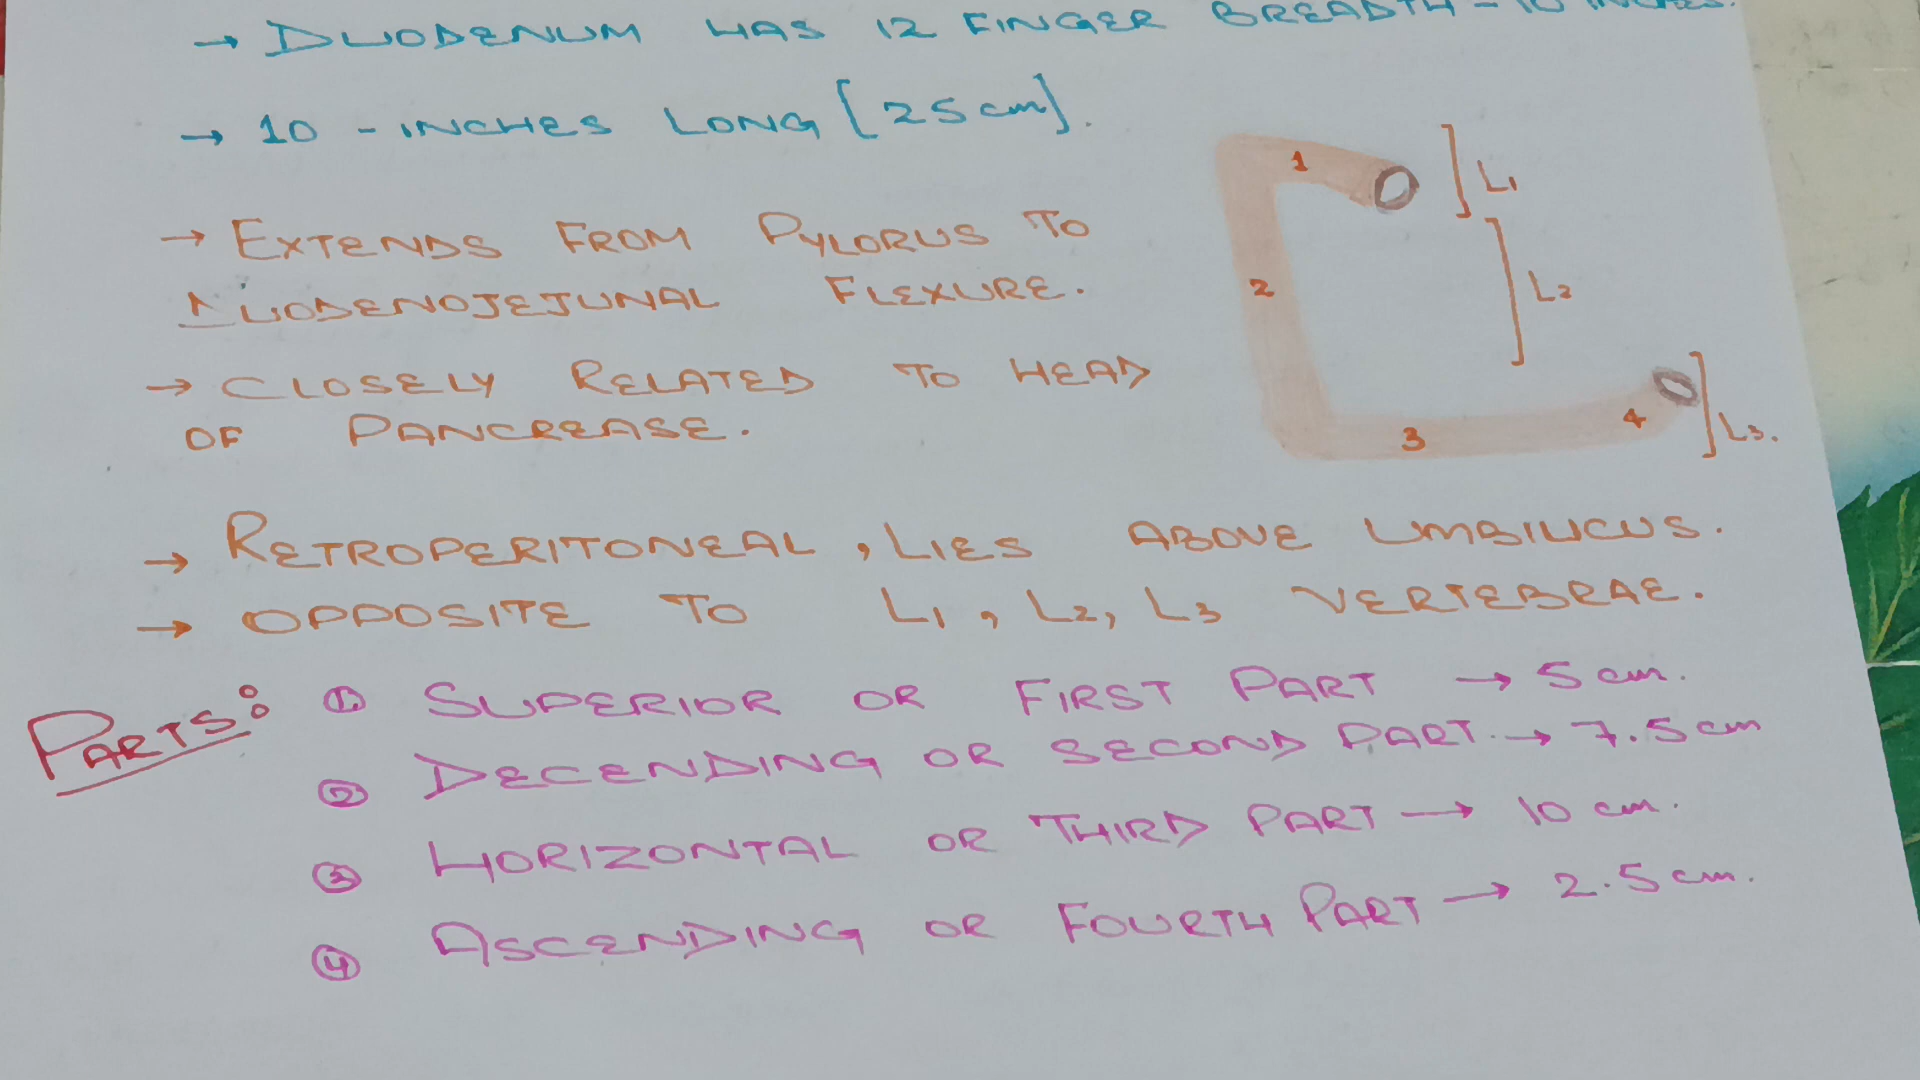 → DUODENUM HAS 12 FINGER BREADTH - 10 INCHES.
→ 10 - INCHES LONG [25 cm].
→ EXTENDS FROM PYLORUS TO
DUODENOJEJUNAL FLEXURE.
→ CLOSELY RELATED TO HEAD
OF PANCREASE.
1
2
3
4
L1
L2
L3.
→ RETROPERITONEAL, LIES ABOVE UMBILICUS.
→ OPPOSITE TO L1, L2, L3 VERTEBRAE.
PARTS:
① SUPERIOR OR FIRST PART → 5 cm.
② DECENDING OR SECOND PART. → 7.5 cm
③ HORIZONTAL OR THIRD PART → 10 cm.
④ ASCENDING OR FOURTH PART → 2.5 cm.